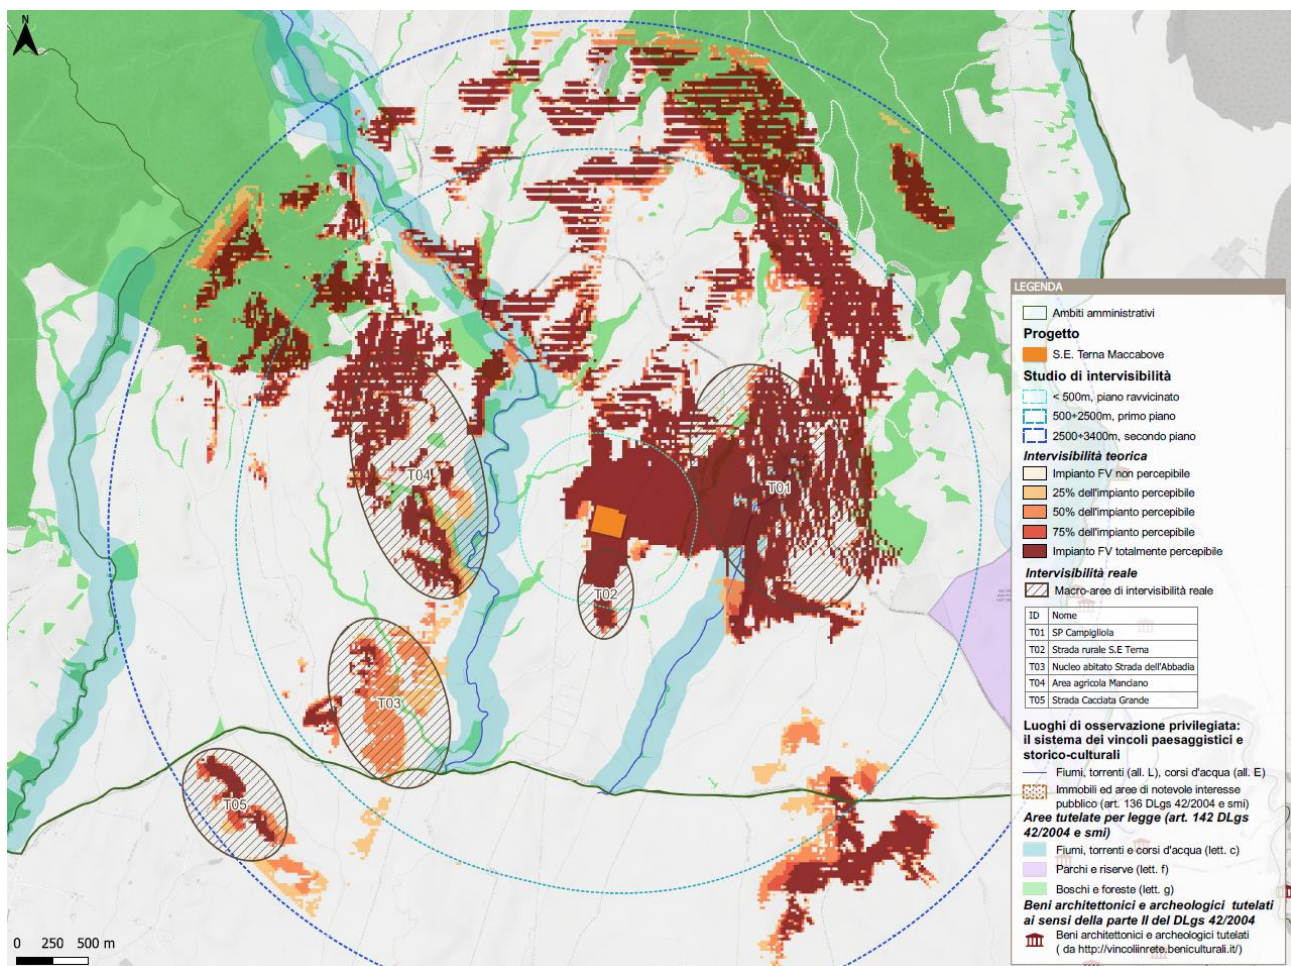 N
T04
T01
T02
T03
T05
0 250 500 m
LEGENDA
Ambiti amministrativi
Progetto
S.E. Terna Maccabove
Studio di intervisibilità
< 500m, piano ravvicinato
500÷2500m, primo piano
2500÷3400m, secondo piano
Intervisibilità teorica
Impianto FV non percepibile
25% dell'impianto percepibile
50% dell'impianto percepibile
75% dell'impianto percepibile
Impianto FV totalmente percepibile
Intervisibilità reale
Macro-aree di intervisibilità reale
ID Nome
T01 SP Campigliola
T02 Strada rurale S.E Terna
T03 Nucleo abitato Strada dell'Abbadia
T04 Area agricola Manciano
T05 Strada Cacciata Grande
Luoghi di osservazione privilegiata:
il sistema dei vincoli paesaggistici e
storico-culturali
Fiumi, torrenti (all. L), corsi d'acqua (all. E)
Immobili ed aree di notevole interesse
pubblico (art. 136 DLgs 42/2004 e smi)
Aree tutelate per legge (art. 142 DLgs
42/2004 e smi)
Fiumi, torrenti e corsi d'acqua (lett. c)
Parchi e riserve (lett. f)
Boschi e foreste (lett. g)
Beni architettonici e archeologici tutelati
ai sensi della parte II del DLgs 42/2004
Beni architettonici e archeologici tutelati
( da http://vincoliinrete.beniculturali.it/)